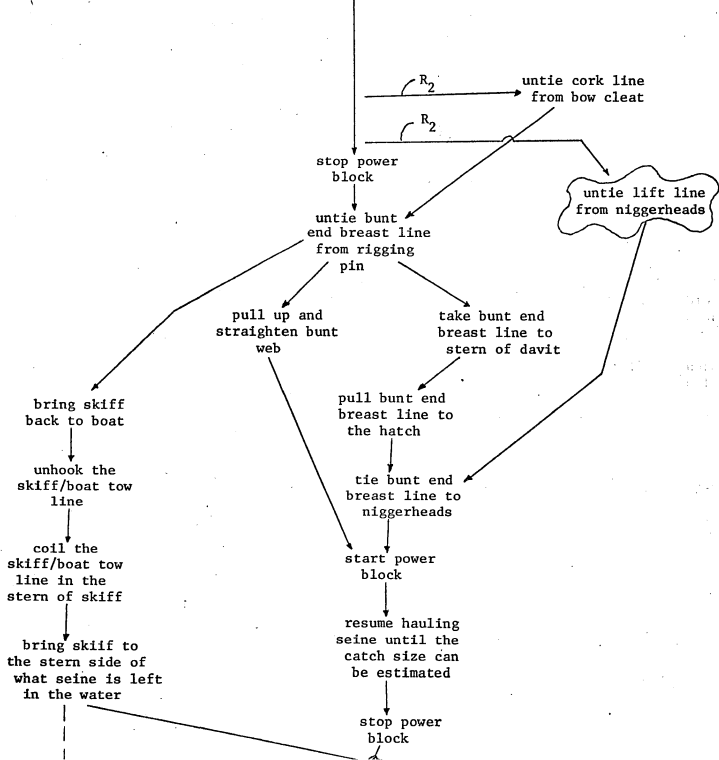 R2
untie cork line
from bow cleat
R2
stop power
block
untie lift line
from niggerheads
untie bunt
end breast line
from rigging
pin
pull up and
straighten bunt
web
take bunt end
breast line to
stern of davit
bring skiff
back to boat
pull bunt end
breast line to
the hatch
unhook the
skiff/boat tow
line
tie bunt end
breast line to
niggerheads
coil the
skiff/boat tow
line in the
stern of skiff
start power
block
bring skiif to
the stern side of
what seine is left
in the water
resume hauling
seine until the
catch size can
be estimated
stop power
block